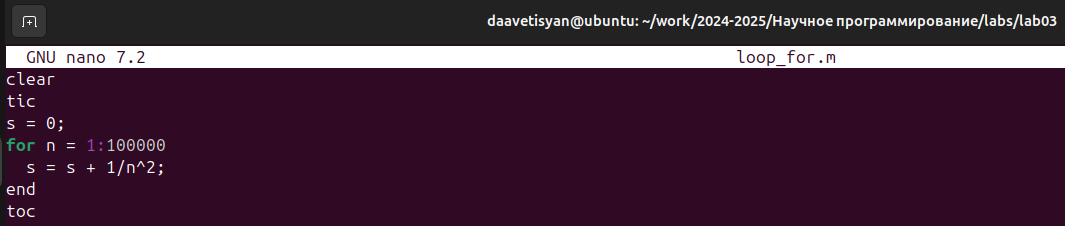 daavetisyan@ubuntu: ~/work/2024-2025/Научное программирование/labs/lab03
GNU nano 7.2 loop_for.m
clear
tic
s = 0;
for n = 1:100000
  s = s + 1/n^2;
end
toc